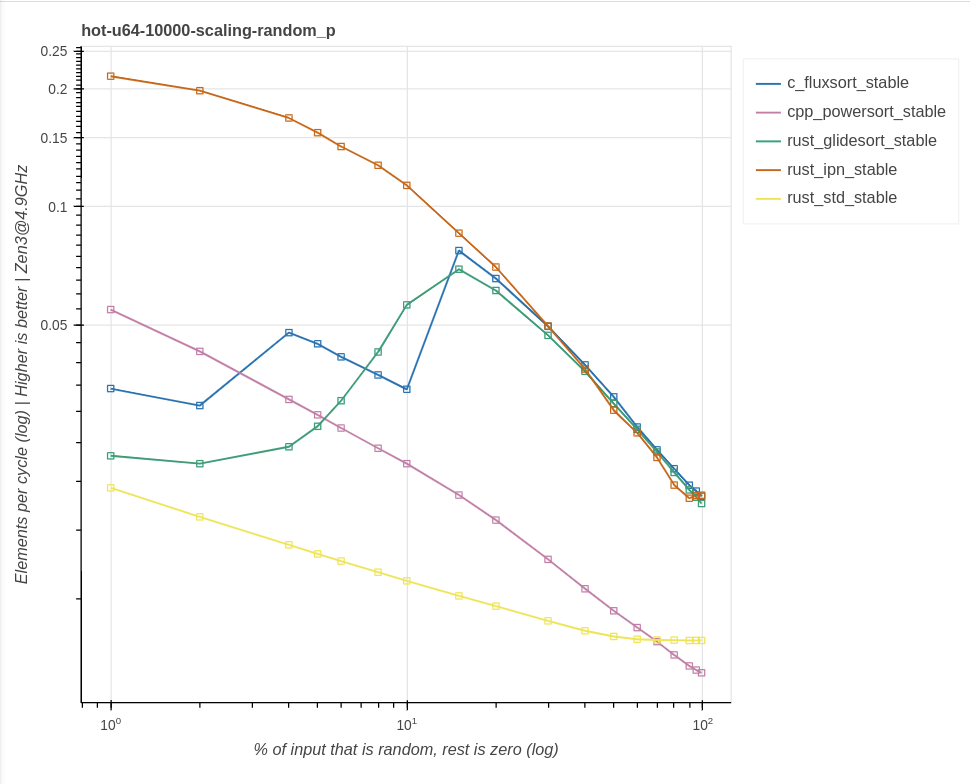 hot-u64-10000-scaling-random_p
0.25
0.2
0.15
0.1
0.05
Elements per cycle (log) | Higher is better | Zen3@4.9GHz
10⁰
10¹
10²
% of input that is random, rest is zero (log)
c_fluxsort_stable
cpp_powersort_stable
rust_glidesort_stable
rust_ipn_stable
rust_std_stable